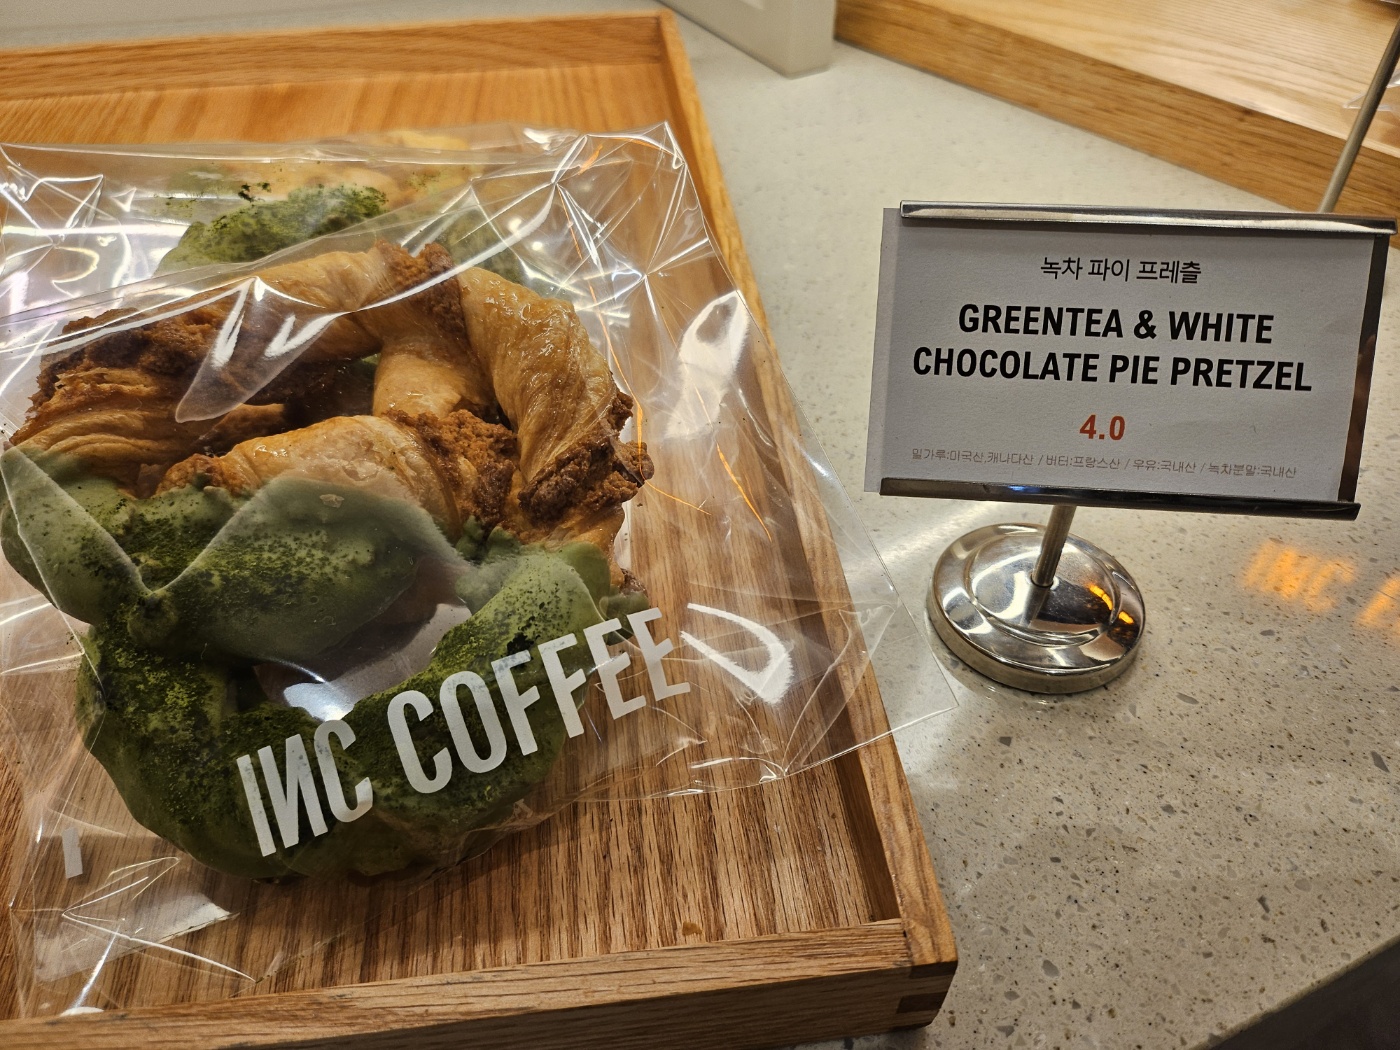 녹차 파이 프레츨
GREENTEA & WHITE
CHOCOLATE PIE PRETZEL
4.0
밀가루:미국산,캐나다산 / 버터:프랑스산 / 우유:국내산 / 녹차분말:국내산
INC COFFEE
INC